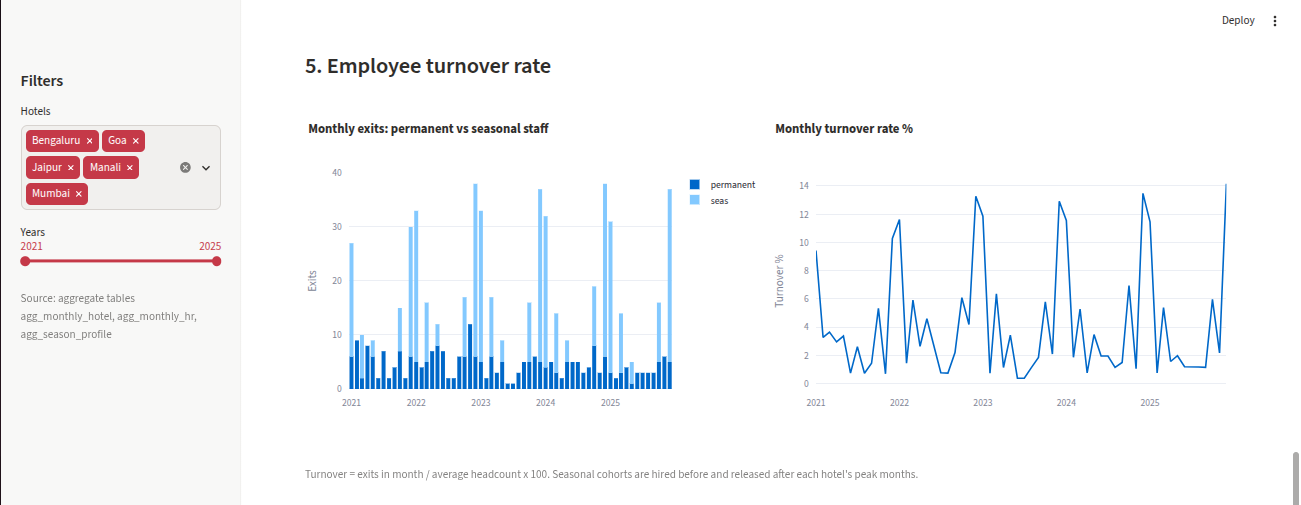 Deploy
Filters
Hotels
Bengaluru × Goa ×
Jaipur × Manali ×
Mumbai ×
Years
2021 2025
Source: aggregate tables
agg_monthly_hotel, agg_monthly_hr,
agg_season_profile
5. Employee turnover rate
Monthly exits: permanent vs seasonal staff
40
30
20
10
0
Exits
2021 2022 2023 2024 2025
permanent
seas
Monthly turnover rate %
14
12
10
8
6
4
2
0
Turnover %
2021 2022 2023 2024 2025
Turnover = exits in month / average headcount x 100. Seasonal cohorts are hired before and released after each hotel's peak months.